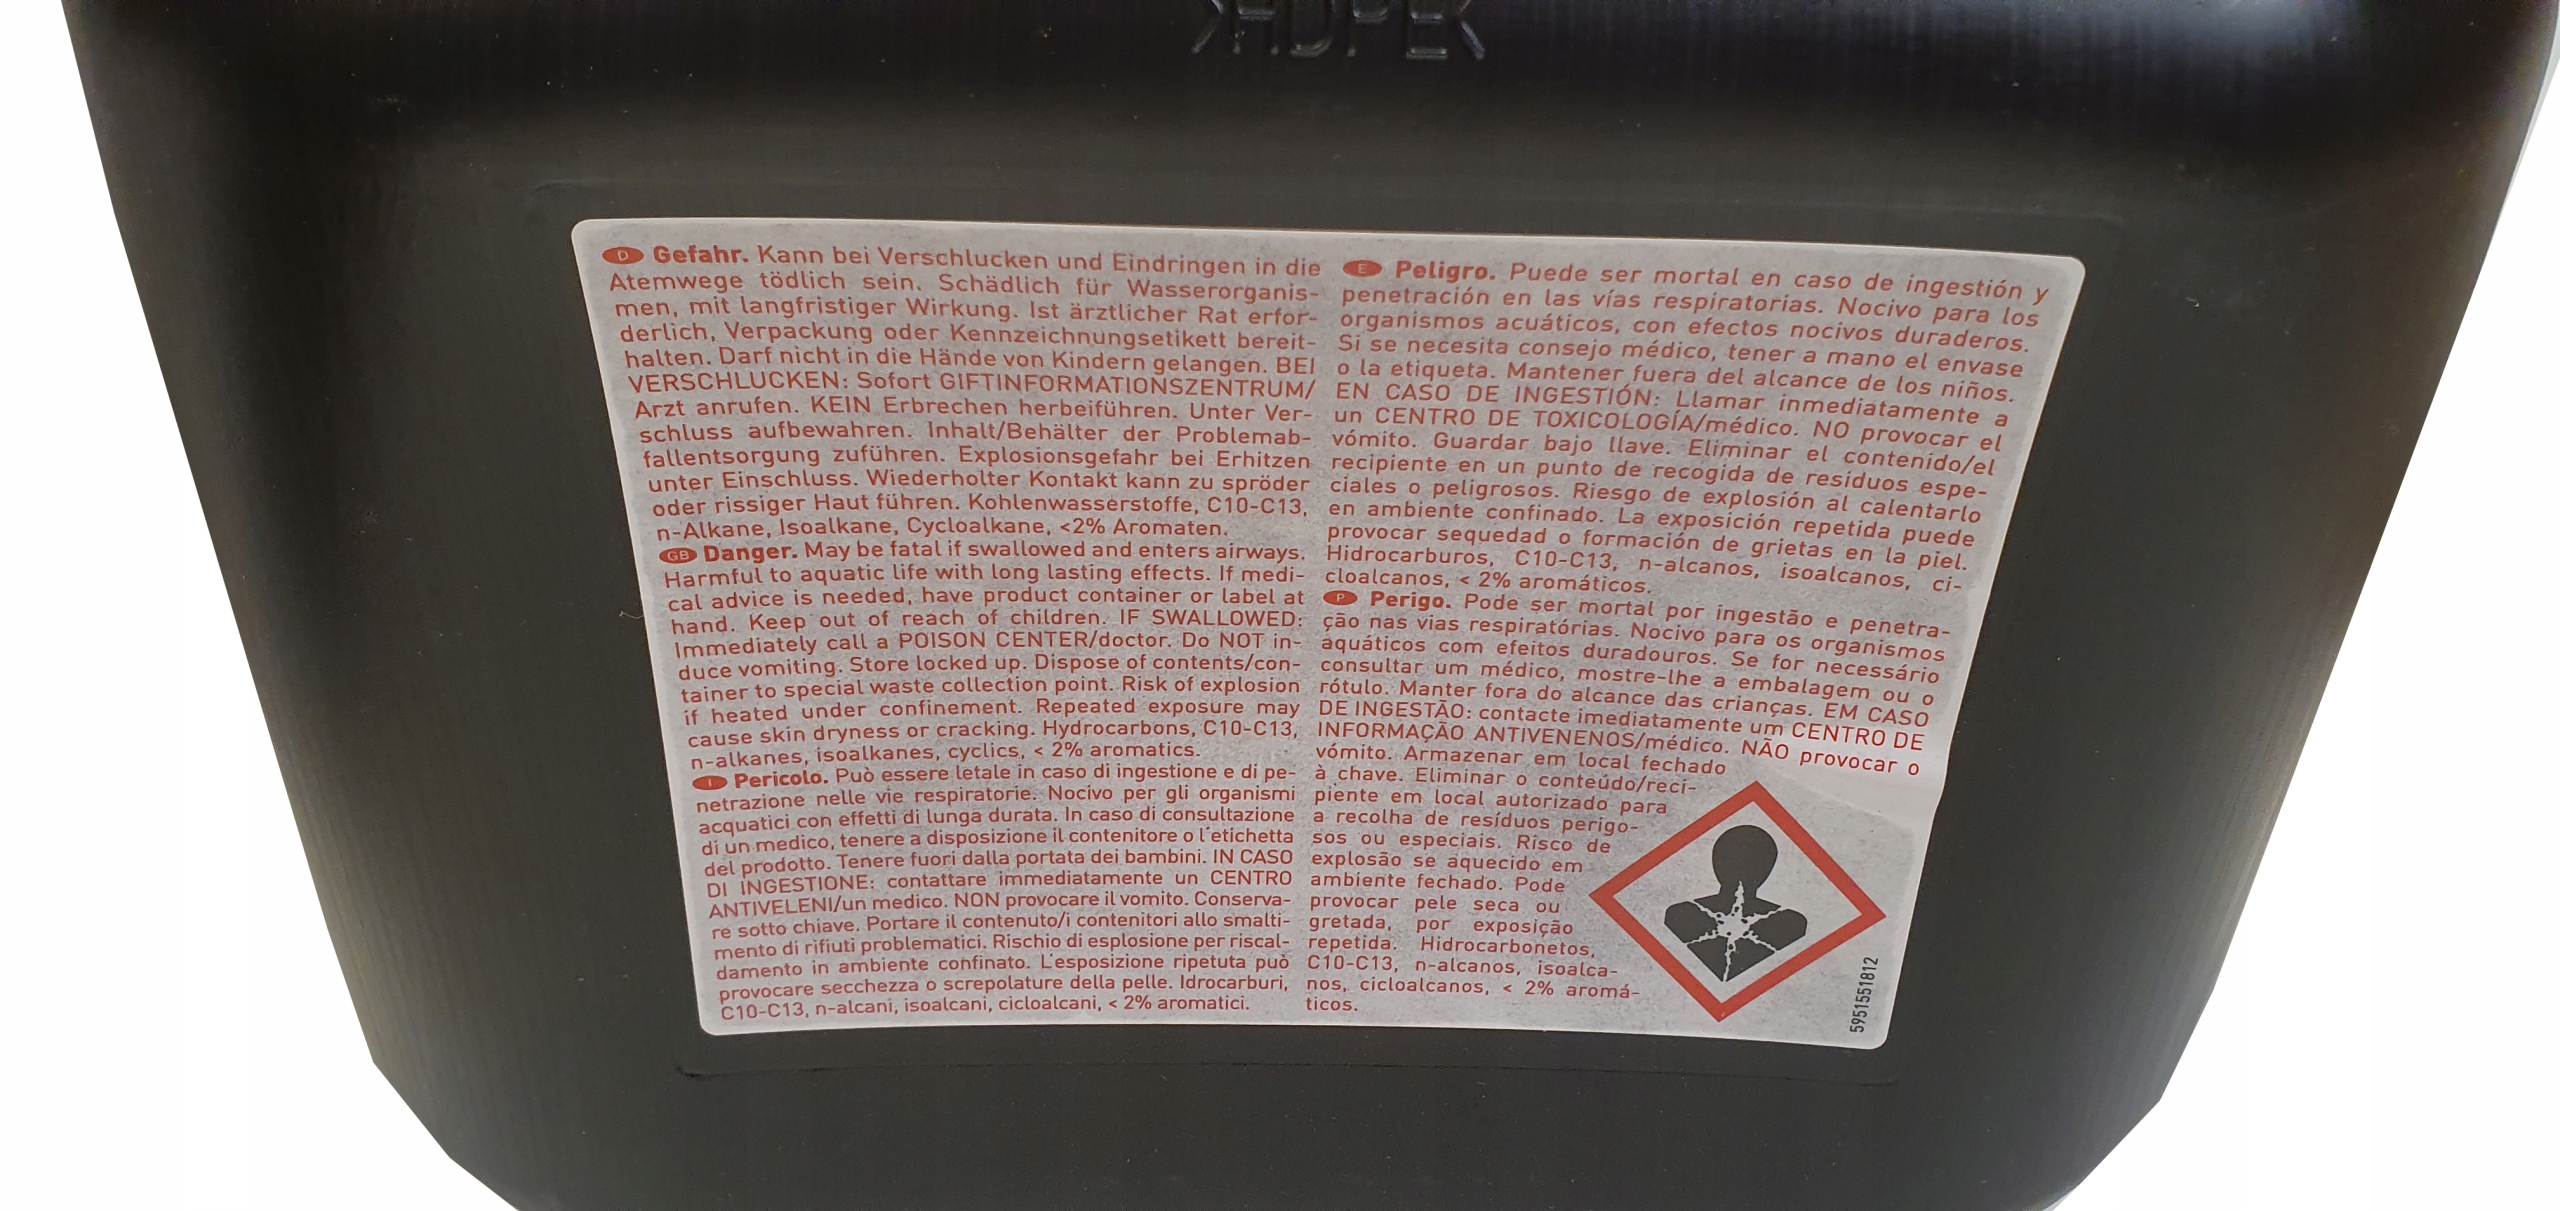 >HDPE<
D Gefahr. Kann bei Verschlucken und Eindringen in die
Atemwege tödlich sein. Schädlich für Wasserorganis-
men, mit langfristiger Wirkung. Ist ärztlicher Rat erfor-
derlich, Verpackung oder Kennzeichnungsetikett bereit-
halten. Darf nicht in die Hände von Kindern gelangen. BEI
VERSCHLUCKEN: Sofort GIFTINFORMATIONSZENTRUM/
Arzt anrufen. KEIN Erbrechen herbeiführen. Unter Ver-
schluss aufbewahren. Inhalt/Behälter der Problemab-
fallentsorgung zuführen. Explosionsgefahr bei Erhitzen
unter Einschluss. Wiederholter Kontakt kann zu spröder
oder rissiger Haut führen. Kohlenwasserstoffe, C10-C13,
n-Alkane, Isoalkane, Cycloalkane, <2% Aromaten.
GB Danger. May be fatal if swallowed and enters airways.
Harmful to aquatic life with long lasting effects. If medi-
cal advice is needed, have product container or label at
hand. Keep out of reach of children. IF SWALLOWED:
Immediately call a POISON CENTER/doctor. Do NOT in-
duce vomiting. Store locked up. Dispose of contents/con-
tainer to special waste collection point. Risk of explosion
if heated under confinement. Repeated exposure may
cause skin dryness or cracking. Hydrocarbons, C10-C13,
n-alkanes, isoalkanes, cyclics, < 2% aromatics.
I Pericolo. Può essere letale in caso di ingestione e di pe-
netrazione nelle vie respiratorie. Nocivo per gli organismi
acquatici con effetti di lunga durata. In caso di consultazione
di un medico, tenere a disposizione il contenitore o l'etichetta
del prodotto. Tenere fuori dalla portata dei bambini. IN CASO
DI INGESTIONE: contattare immediatamente un CENTRO
ANTIVELENI/un medico. NON provocare il vomito. Conserva-
re sotto chiave. Portare il contenuto/i contenitori allo smalti-
mento di rifiuti problematici. Rischio di esplosione per riscal-
damento in ambiente confinato. L'esposizione ripetuta può
provocare secchezza o screpolature della pelle. Idrocarburi,
C10-C13, n-alcani, isoalcani, cicloalcani, < 2% aromatici.
E Peligro. Puede ser mortal en caso de ingestión y
penetración en las vías respiratorias. Nocivo para los
organismos acuáticos, con efectos nocivos duraderos.
Si se necesita consejo médico, tener a mano el envase
o la etiqueta. Mantener fuera del alcance de los niños.
EN CASO DE INGESTIÓN: Llamar inmediatamente a
un CENTRO DE TOXICOLOGÍA/médico. NO provocar el
vómito. Guardar bajo llave. Eliminar el contenido/el
recipiente en un punto de recogida de residuos espe-
ciales o peligrosos. Riesgo de explosión al calentarlo
en ambiente confinado. La exposición repetida puede
provocar sequedad o formación de grietas en la piel.
Hidrocarburos, C10-C13, n-alcanos, isoalcanos, ci-
cloalcanos, < 2% aromáticos.
P Perigo. Pode ser mortal por ingestão e penetra-
ção nas vias respiratórias. Nocivo para os organismos
aquáticos com efeitos duradouros. Se for necessário
consultar um médico, mostre-lhe a embalagem ou o
rótulo. Manter fora do alcance das crianças. EM CASO
DE INGESTÃO: contacte imediatamente um CENTRO DE
INFORMAÇÃO ANTIVENENOS/médico. NÃO provocar o
vómito. Armazenar em local fechado
à chave. Eliminar o conteúdo/reci-
piente em local autorizado para
a recolha de resíduos perigo-
sos ou especiais. Risco de
explosão se aquecido em
ambiente fechado. Pode
provocar pele seca ou
gretada, por exposição
repetida. Hidrocarbonetos,
C10-C13, n-alcanos, isoalca-
nos, cicloalcanos, < 2% aromá-
ticos.
5951551812